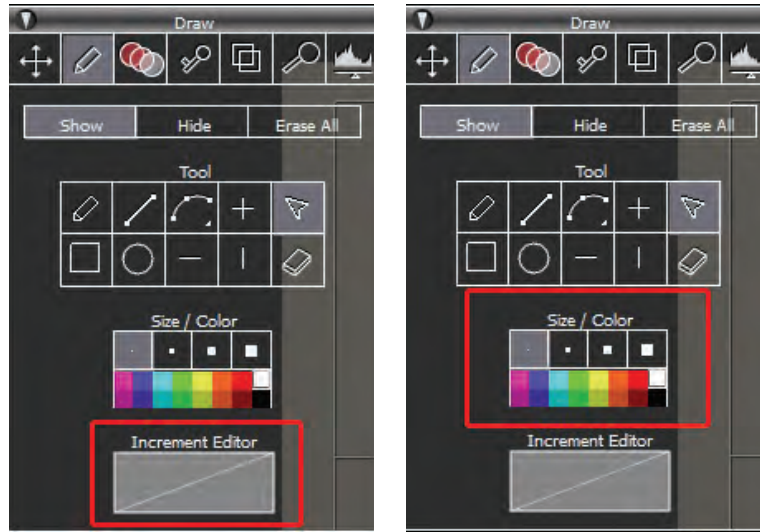 Draw
Show Hide Erase All
Tool
Size / Color
Increment Editor
Draw
Show Hide Erase All
Tool
Size / Color
Increment Editor